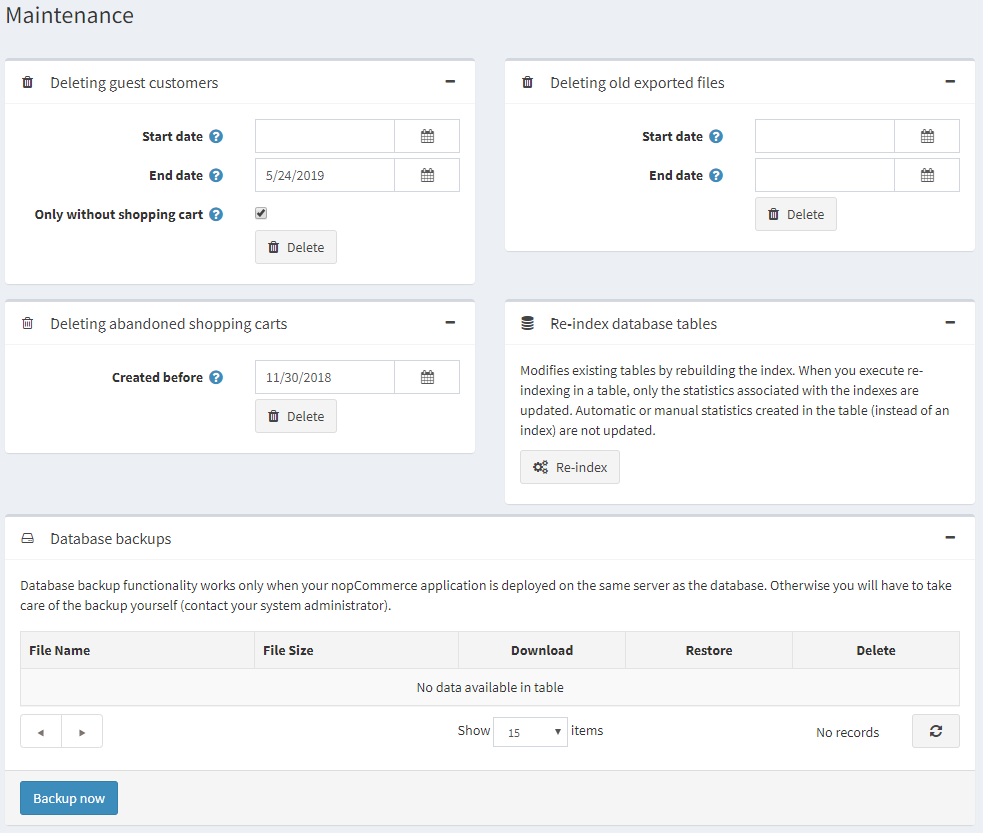 Maintenance
Deleting guest customers
Start date
End date
5/24/2019
Only without shopping cart
Delete
Deleting old exported files
Start date
End date
Delete
Deleting abandoned shopping carts
Created before
11/30/2018
Delete
Re-index database tables
Modifies existing tables by rebuilding the index. When you execute re-
indexing in a table, only the statistics associated with the indexes are
updated. Automatic or manual statistics created in the table (instead of an
index) are not updated.
Re-index
Database backups
Database backup functionality works only when your nopCommerce application is deployed on the same server as the database. Otherwise you will have to take
care of the backup yourself (contact your system administrator).
File Name File Size Download Restore Delete
No data available in table
Show 15 items No records
Backup now